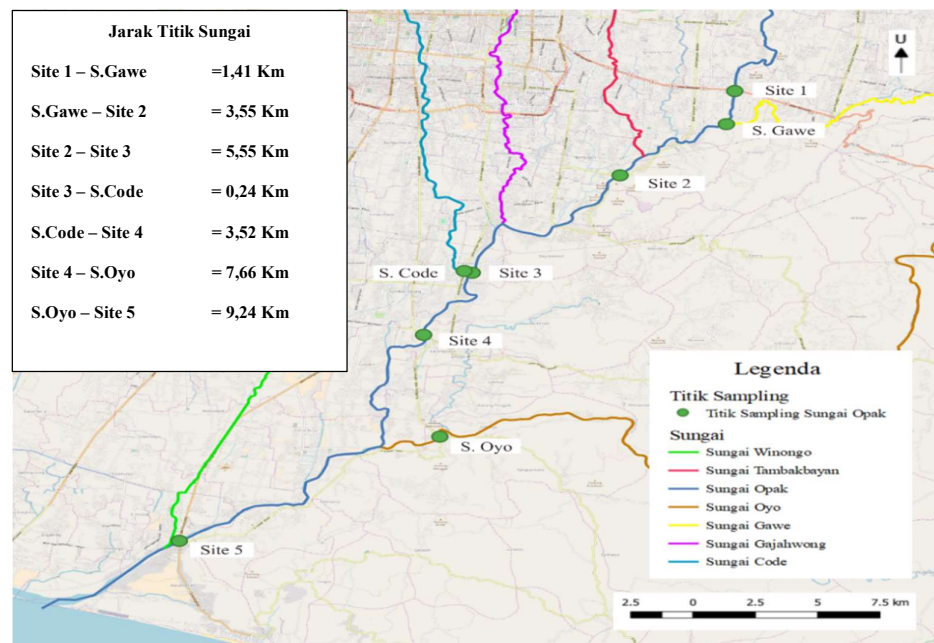 Jarak Titik Sungai
Site 1 – S.Gawe =1,41 Km
S.Gawe – Site 2 = 3,55 Km
Site 2 – Site 3 = 5,55 Km
Site 3 – S.Code = 0,24 Km
S.Code – Site 4 = 3,52 Km
Site 4 – S.Oyo = 7,66 Km
S.Oyo – Site 5 = 9,24 Km
U
Site 1
S. Gawe
Site 2
S. Code
Site 3
Site 4
S. Oyo
Site 5
Legenda
Titik Sampling
Titik Sampling Sungai Opak
Sungai
Sungai Winongo
Sungai Tambakbayan
Sungai Opak
Sungai Oyo
Sungai Gawe
Sungai Gajahwong
Sungai Code
2.5 0 2.5 5 7.5 km